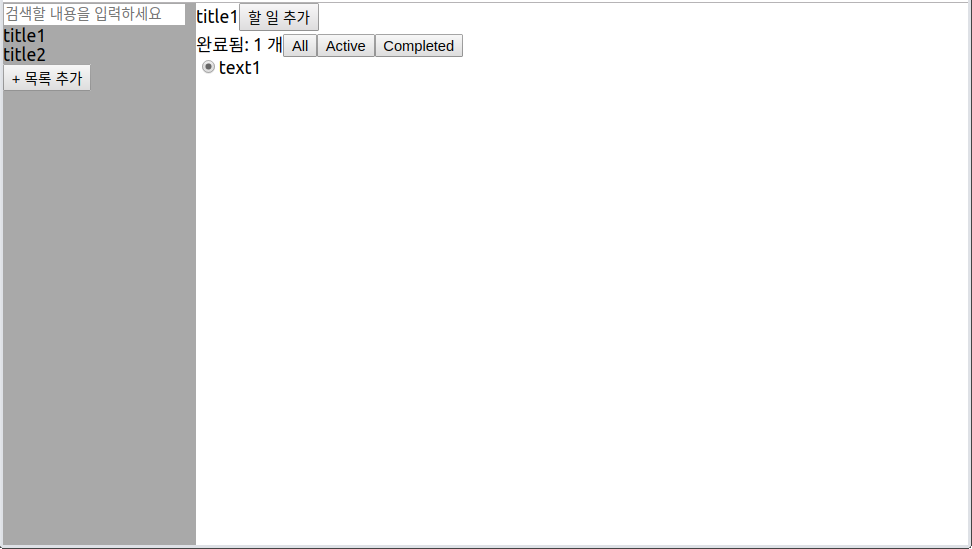 검색할 내용을 입력하세요
title1
title2
+ 목록 추가
title1 할 일 추가
완료됨: 1 개 All Active Completed
text1